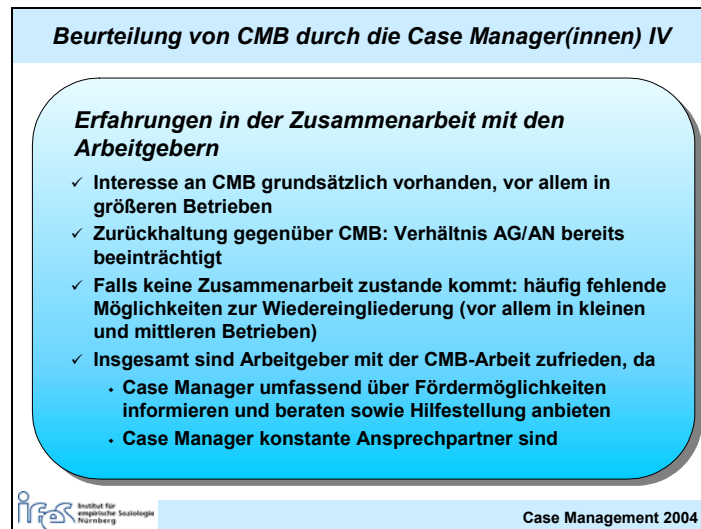 Beurteilung von CMB durch die Case Manager(innen) IV
Erfahrungen in der Zusammenarbeit mit den
Arbeitgebern
✓ Interesse an CMB grundsätzlich vorhanden, vor allem in
größeren Betrieben
✓ Zurückhaltung gegenüber CMB: Verhältnis AG/AN bereits
beeinträchtigt
✓ Falls keine Zusammenarbeit zustande kommt: häufig fehlende
Möglichkeiten zur Wiedereingliederung (vor allem in kleinen
und mittleren Betrieben)
✓ Insgesamt sind Arbeitgeber mit der CMB-Arbeit zufrieden, da
• Case Manager umfassend über Fördermöglichkeiten
informieren und beraten sowie Hilfestellung anbieten
• Case Manager konstante Ansprechpartner sind
ifes
Institut für
empirische Soziologie
Nürnberg
Case Management 2004